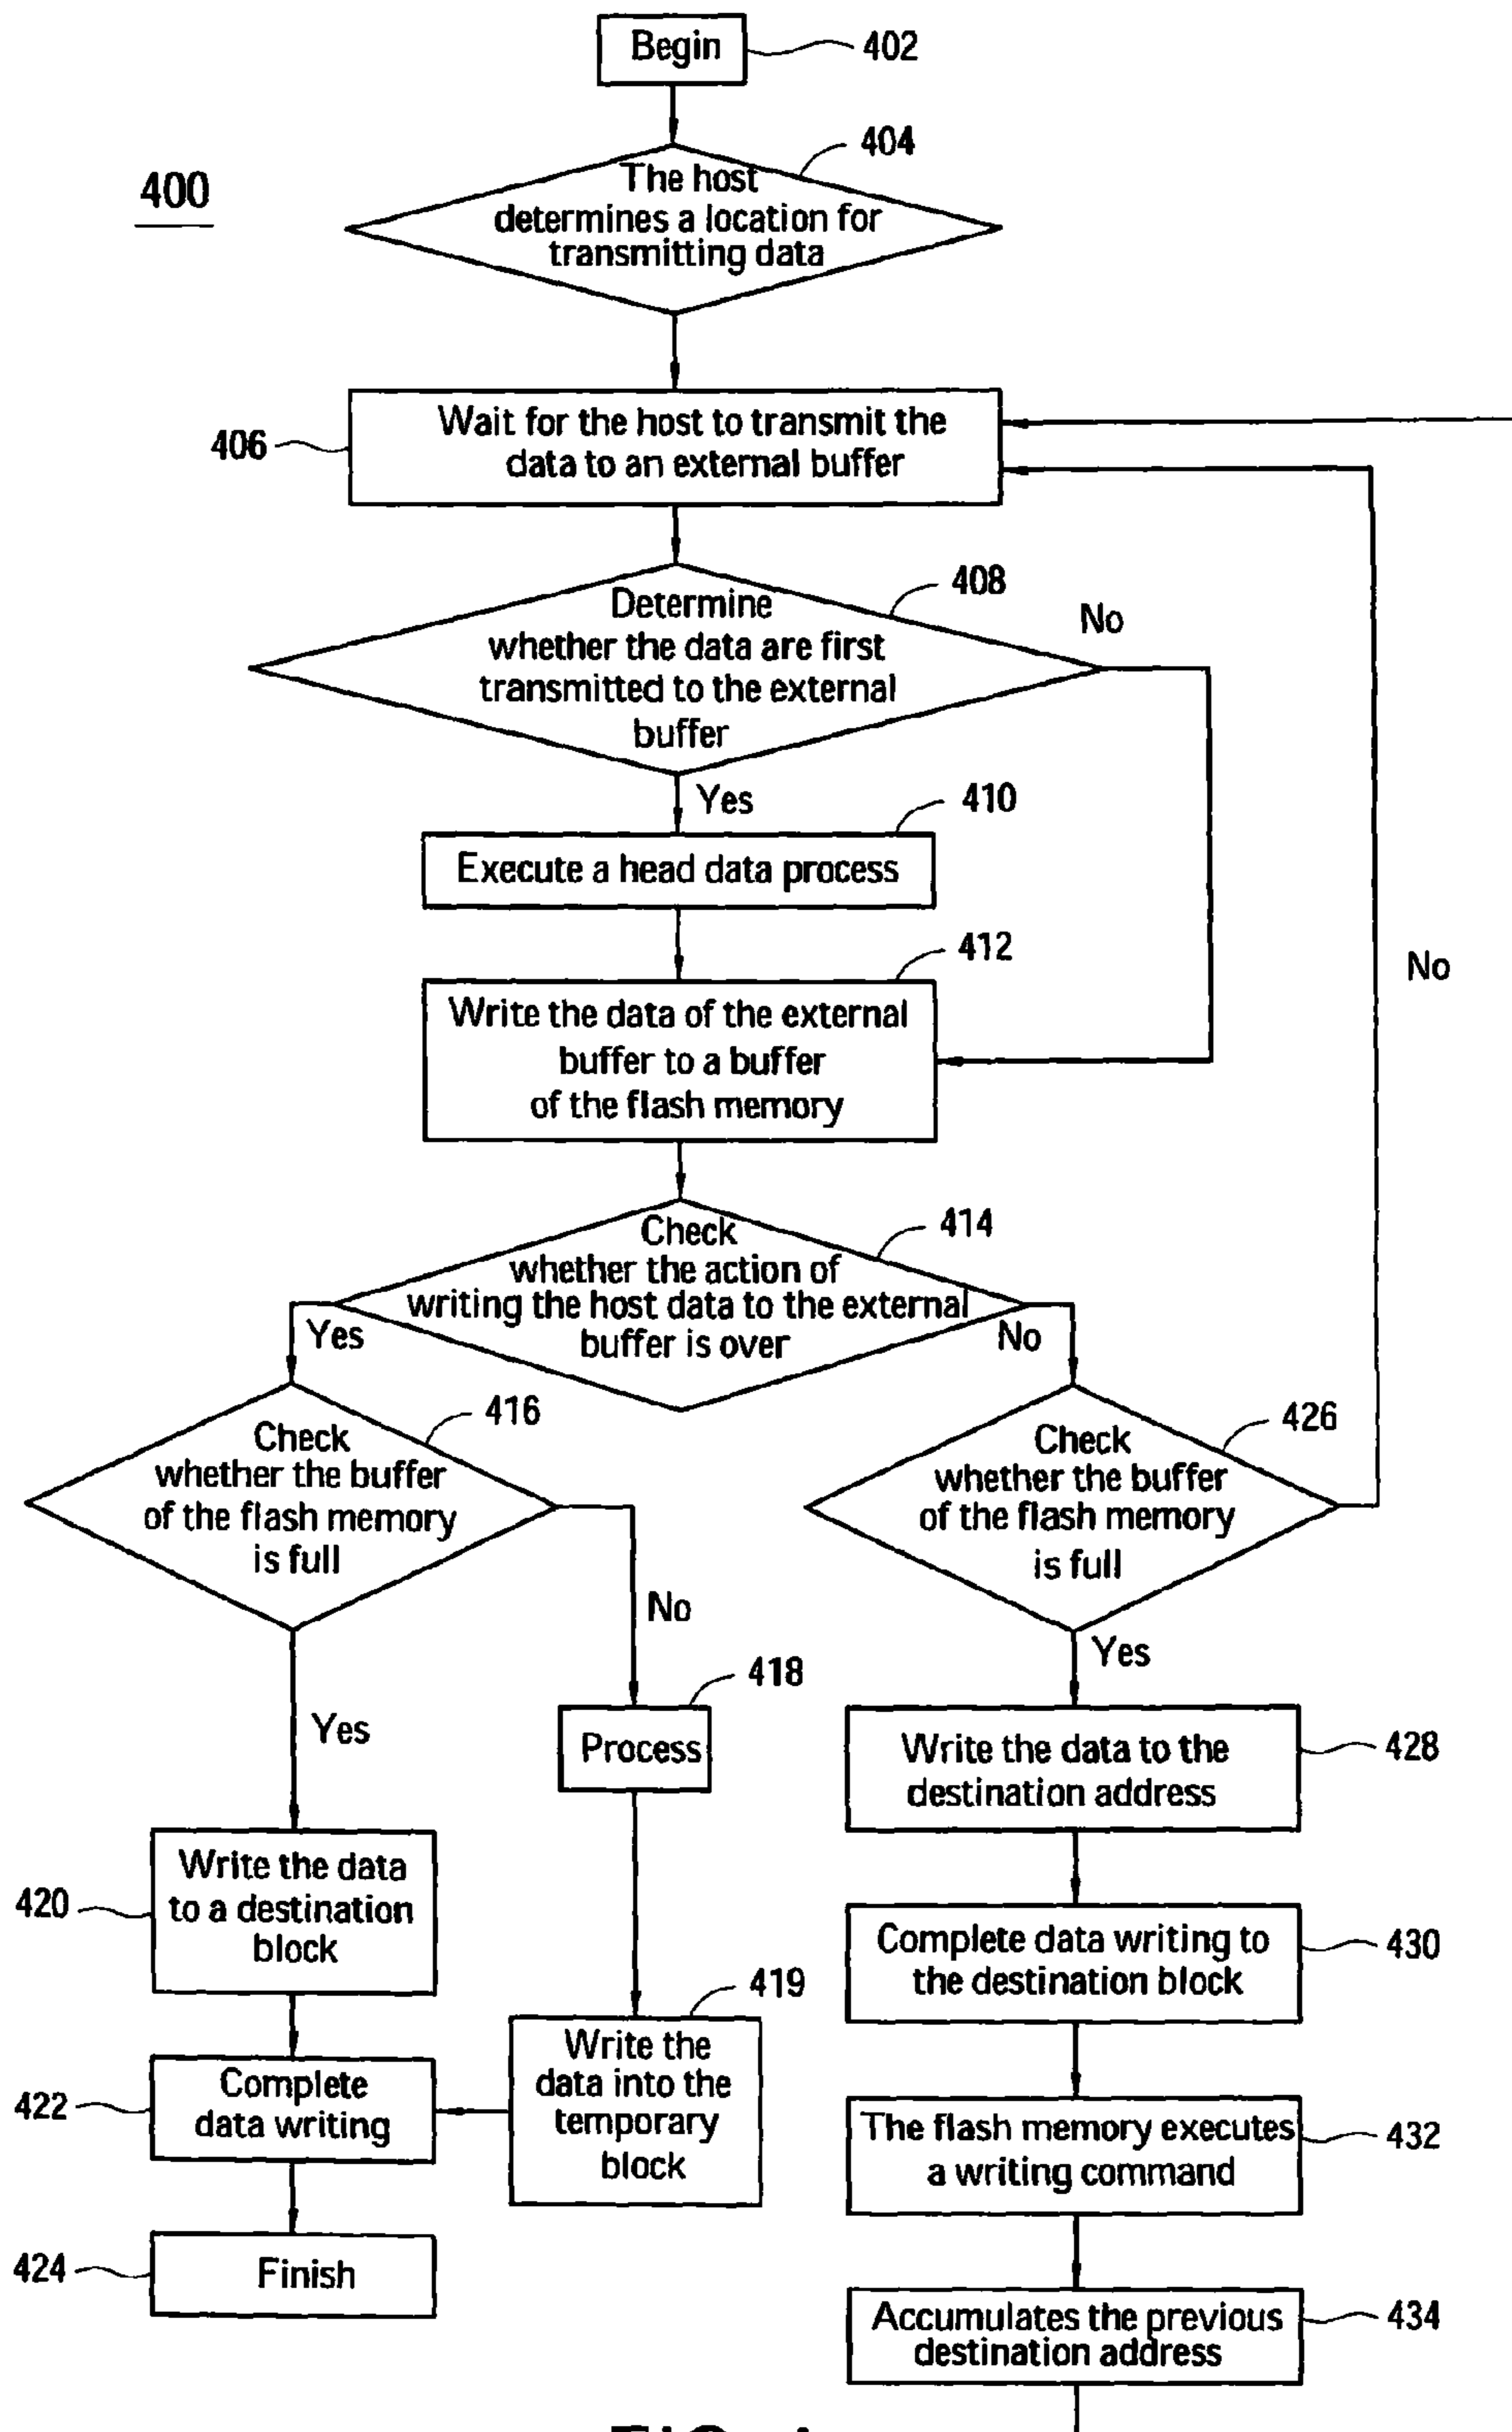 Begin
402
400
404
The host
determines a location for
transmitting data
406
Wait for the host to transmit the
data to an external buffer
408
Determine
whether the data are first
transmitted to the external
buffer
No
Yes
410
Execute a head data process
412
Write the data of the external
buffer to a buffer
of the flash memory
No
414
Check
whether the action of
writing the host data to the external
buffer is over
Yes
No
416
Check
whether the buffer
of the flash memory
is full
426
Check
whether the buffer
of the flash memory
is full
No
Yes
Yes
418
Process
428
Write the data to the
destination address
420
Write the data
to a destination
block
430
Complete data writing to
the destination block
419
Write the
data into the
temporary
block
422
Complete
data writing
432
The flash memory executes
a writing command
424
Finish
434
Accumulates the previous
destination address